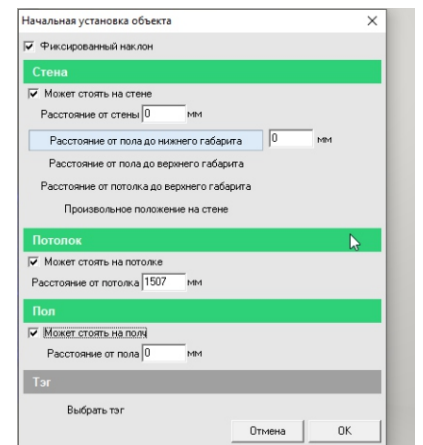 Начальная установка объекта
Фиксированный наклон
Стена
Может стоять на стене
Расстояние от стены 0 мм
Расстояние от пола до нижнего габарита 0 мм
Расстояние от пола до верхнего габарита
Расстояние от потолка до верхнего габарита
Произвольное положение на стене
Потолок
Может стоять на потолке
Расстояние от потолка 1507 мм
Пол
Может стоять на полу
Расстояние от пола 0 мм
Тэг
Выбрать тэг
Отмена OK